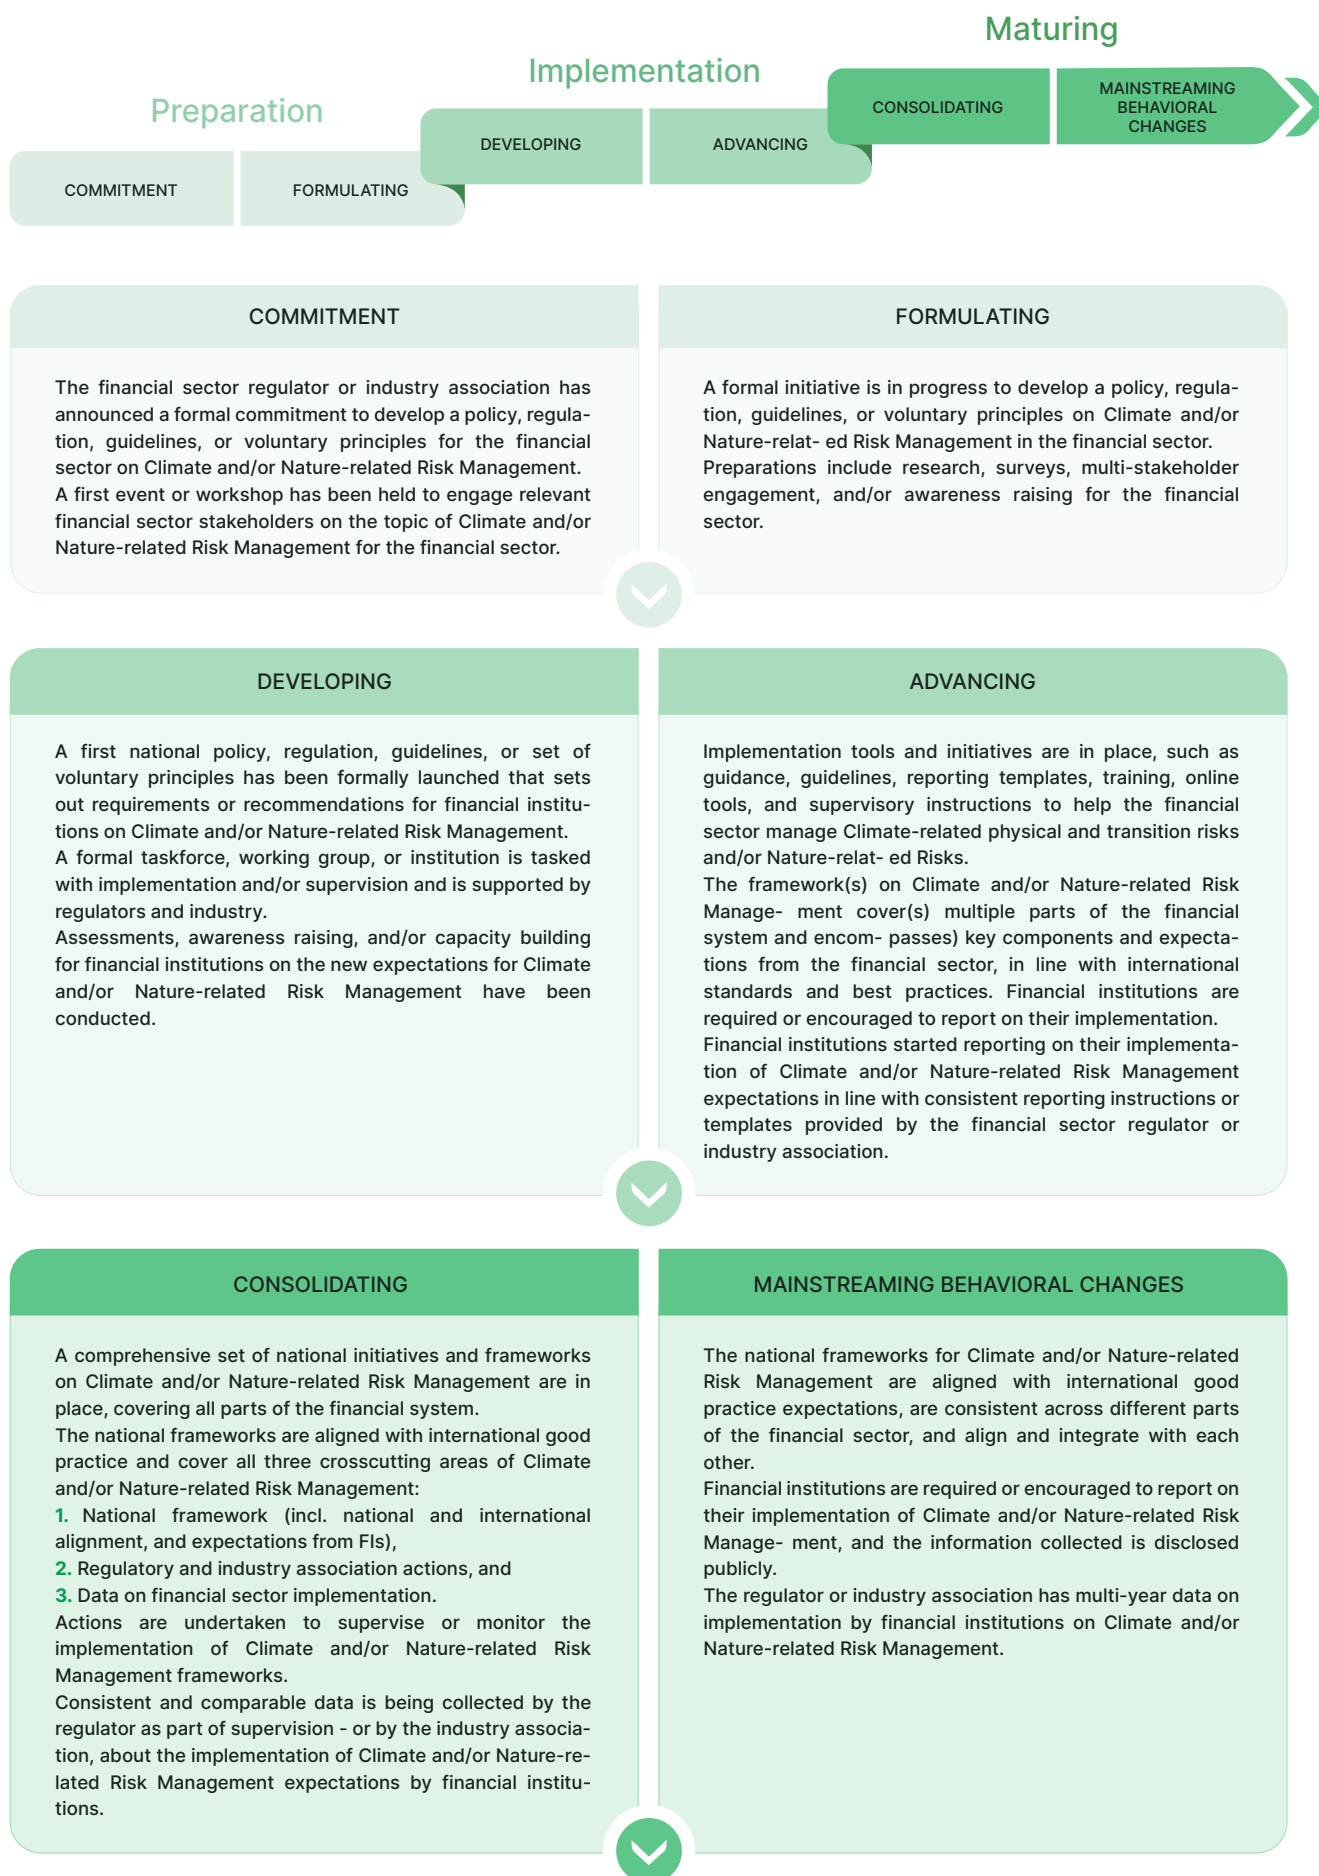 Maturing
Implementation
Preparation
CONSOLIDATING
MAINSTREAMING
BEHAVIORAL
CHANGES
DEVELOPING
ADVANCING
COMMITMENT
FORMULATING
COMMITMENT
The financial sector regulator or industry association has
announced a formal commitment to develop a policy, regula-
tion, guidelines, or voluntary principles for the financial
sector on Climate and/or Nature-related Risk Management.
A first event or workshop has been held to engage relevant
financial sector stakeholders on the topic of Climate and/or
Nature-related Risk Management for the financial sector.
FORMULATING
A formal initiative is in progress to develop a policy, regula-
tion, guidelines, or voluntary principles on Climate and/or
Nature-relat- ed Risk Management in the financial sector.
Preparations include research, surveys, multi-stakeholder
engagement, and/or awareness raising for the financial
sector.
DEVELOPING
A first national policy, regulation, guidelines, or set of
voluntary principles has been formally launched that sets
out requirements or recommendations for financial institu-
tions on Climate and/or Nature-related Risk Management.
A formal taskforce, working group, or institution is tasked
with implementation and/or supervision and is supported by
regulators and industry.
Assessments, awareness raising, and/or capacity building
for financial institutions on the new expectations for Climate
and/or Nature-related Risk Management have been
conducted.
ADVANCING
Implementation tools and initiatives are in place, such as
guidance, guidelines, reporting templates, training, online
tools, and supervisory instructions to help the financial
sector manage Climate-related physical and transition risks
and/or Nature-relat- ed Risks.
The framework(s) on Climate and/or Nature-related Risk
Manage- ment cover(s) multiple parts of the financial
system and encom- passes) key components and expecta-
tions from the financial sector, in line with international
standards and best practices. Financial institutions are
required or encouraged to report on their implementation.
Financial institutions started reporting on their implementa-
tion of Climate and/or Nature-related Risk Management
expectations in line with consistent reporting instructions or
templates provided by the financial sector regulator or
industry association.
CONSOLIDATING
A comprehensive set of national initiatives and frameworks
on Climate and/or Nature-related Risk Management are in
place, covering all parts of the financial system.
The national frameworks are aligned with international good
practice and cover all three crosscutting areas of Climate
and/or Nature-related Risk Management:
1. National framework (incl. national and international
alignment, and expectations from FIs),
2. Regulatory and industry association actions, and
3. Data on financial sector implementation.
Actions are undertaken to supervise or monitor the
implementation of Climate and/or Nature-related Risk
Management frameworks.
Consistent and comparable data is being collected by the
regulator as part of supervision - or by the industry associa-
tion, about the implementation of Climate and/or Nature-re-
lated Risk Management expectations by financial institu-
tions.
MAINSTREAMING BEHAVIORAL CHANGES
The national frameworks for Climate and/or Nature-related
Risk Management are aligned with international good
practice expectations, are consistent across different parts
of the financial sector, and align and integrate with each
other.
Financial institutions are required or encouraged to report on
their implementation of Climate and/or Nature-related Risk
Manage- ment, and the information collected is disclosed
publicly.
The regulator or industry association has multi-year data on
implementation by financial institutions on Climate and/or
Nature-related Risk Management.